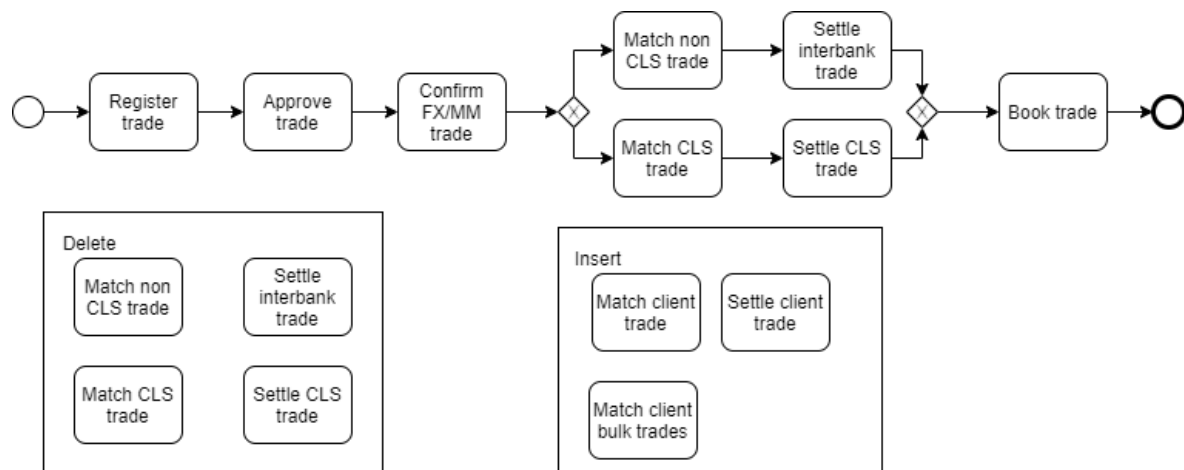 Register
trade
Approve
trade
Confirm
FX/MM
trade
X
Match non
CLS trade
Settle
interbank
trade
Match CLS
trade
Settle CLS
trade
X
Book trade
Delete
Match non
CLS trade
Settle
interbank
trade
Match CLS
trade
Settle CLS
trade
Insert
Match client
trade
Settle client
trade
Match client
bulk trades